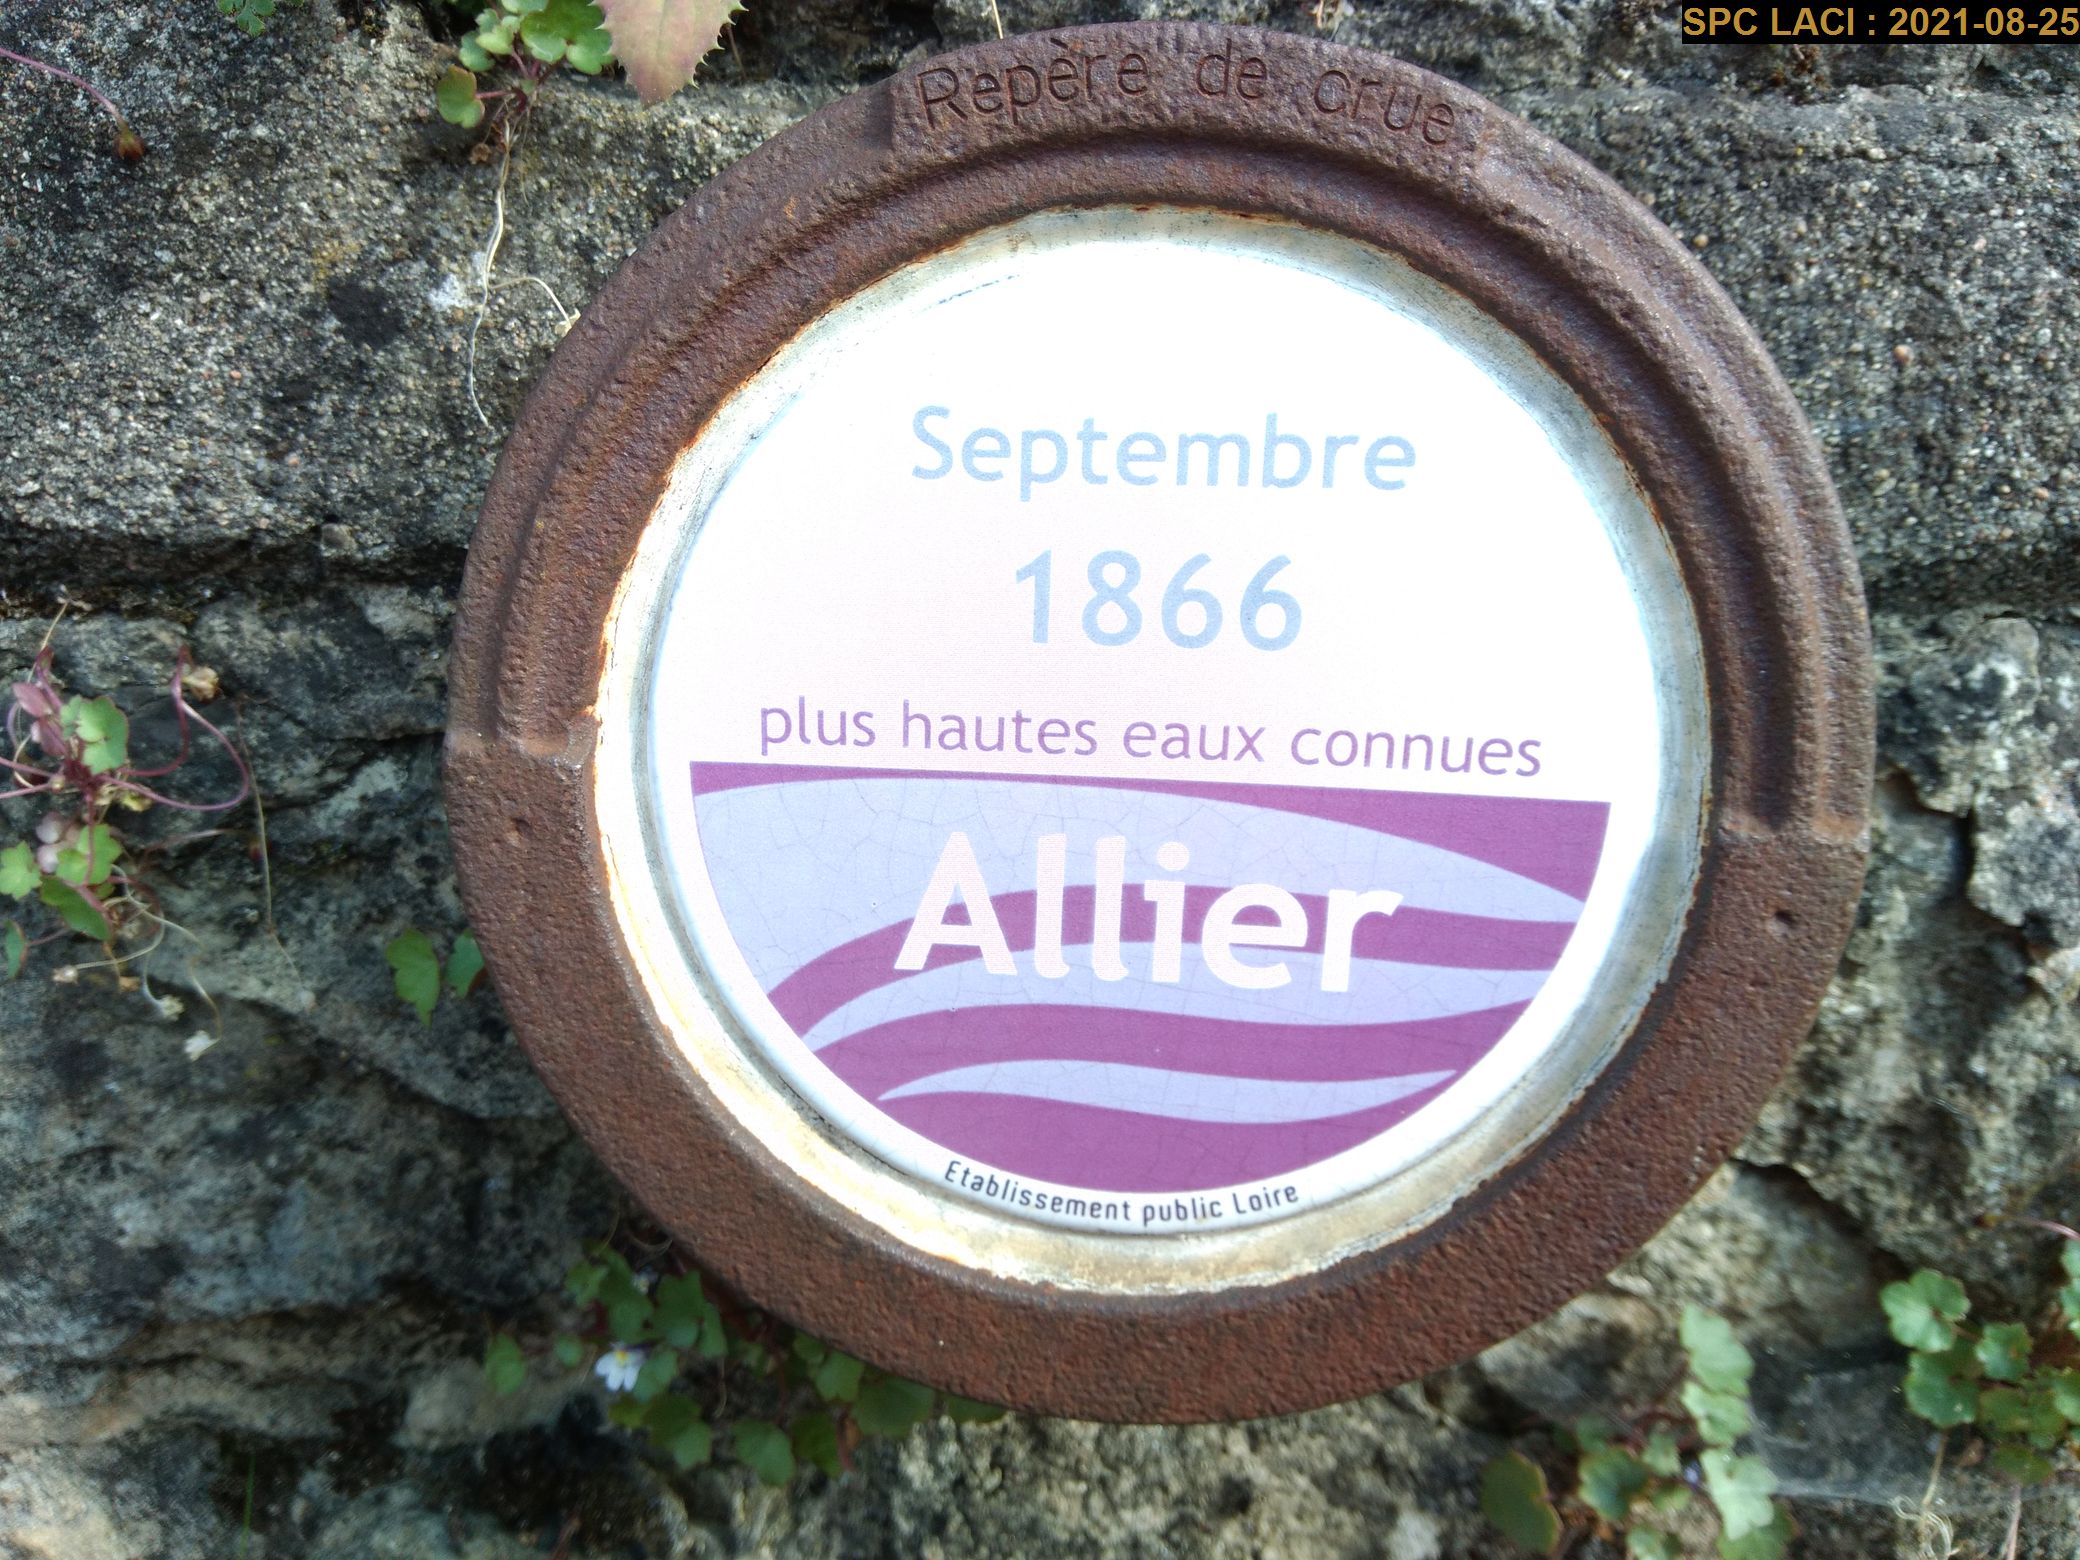 SPC LACI : 2021-08-25
Repère de crue
Septembre
1866
plus hautes eaux connues
Allier
Etablissement public Loire